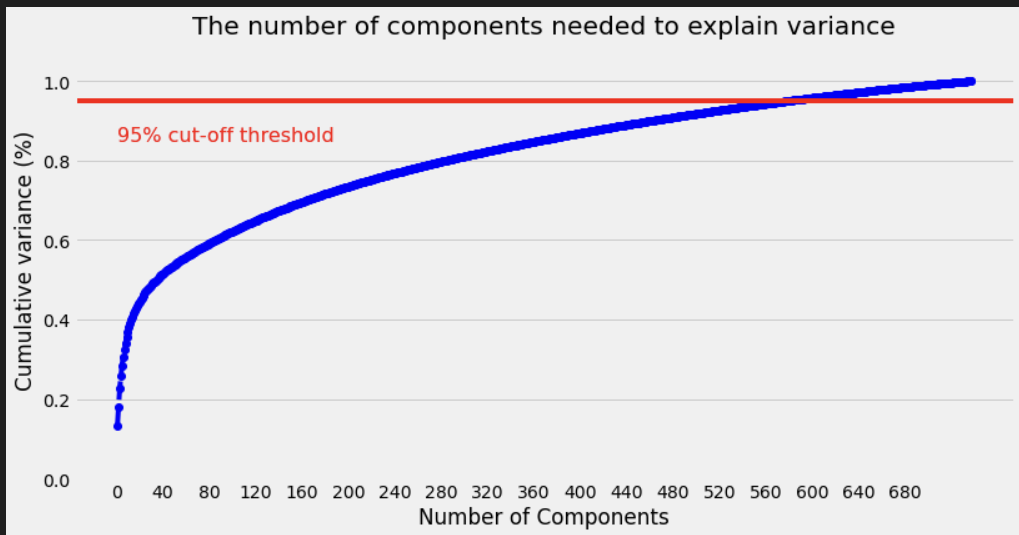 The number of components needed to explain variance
1.0
95% cut-off threshold
0.8
0.6
0.4
0.2
0.0
Cumulative variance (%)
0 40 80 120 160 200 240 280 320 360 400 440 480 520 560 600 640 680
Number of Components